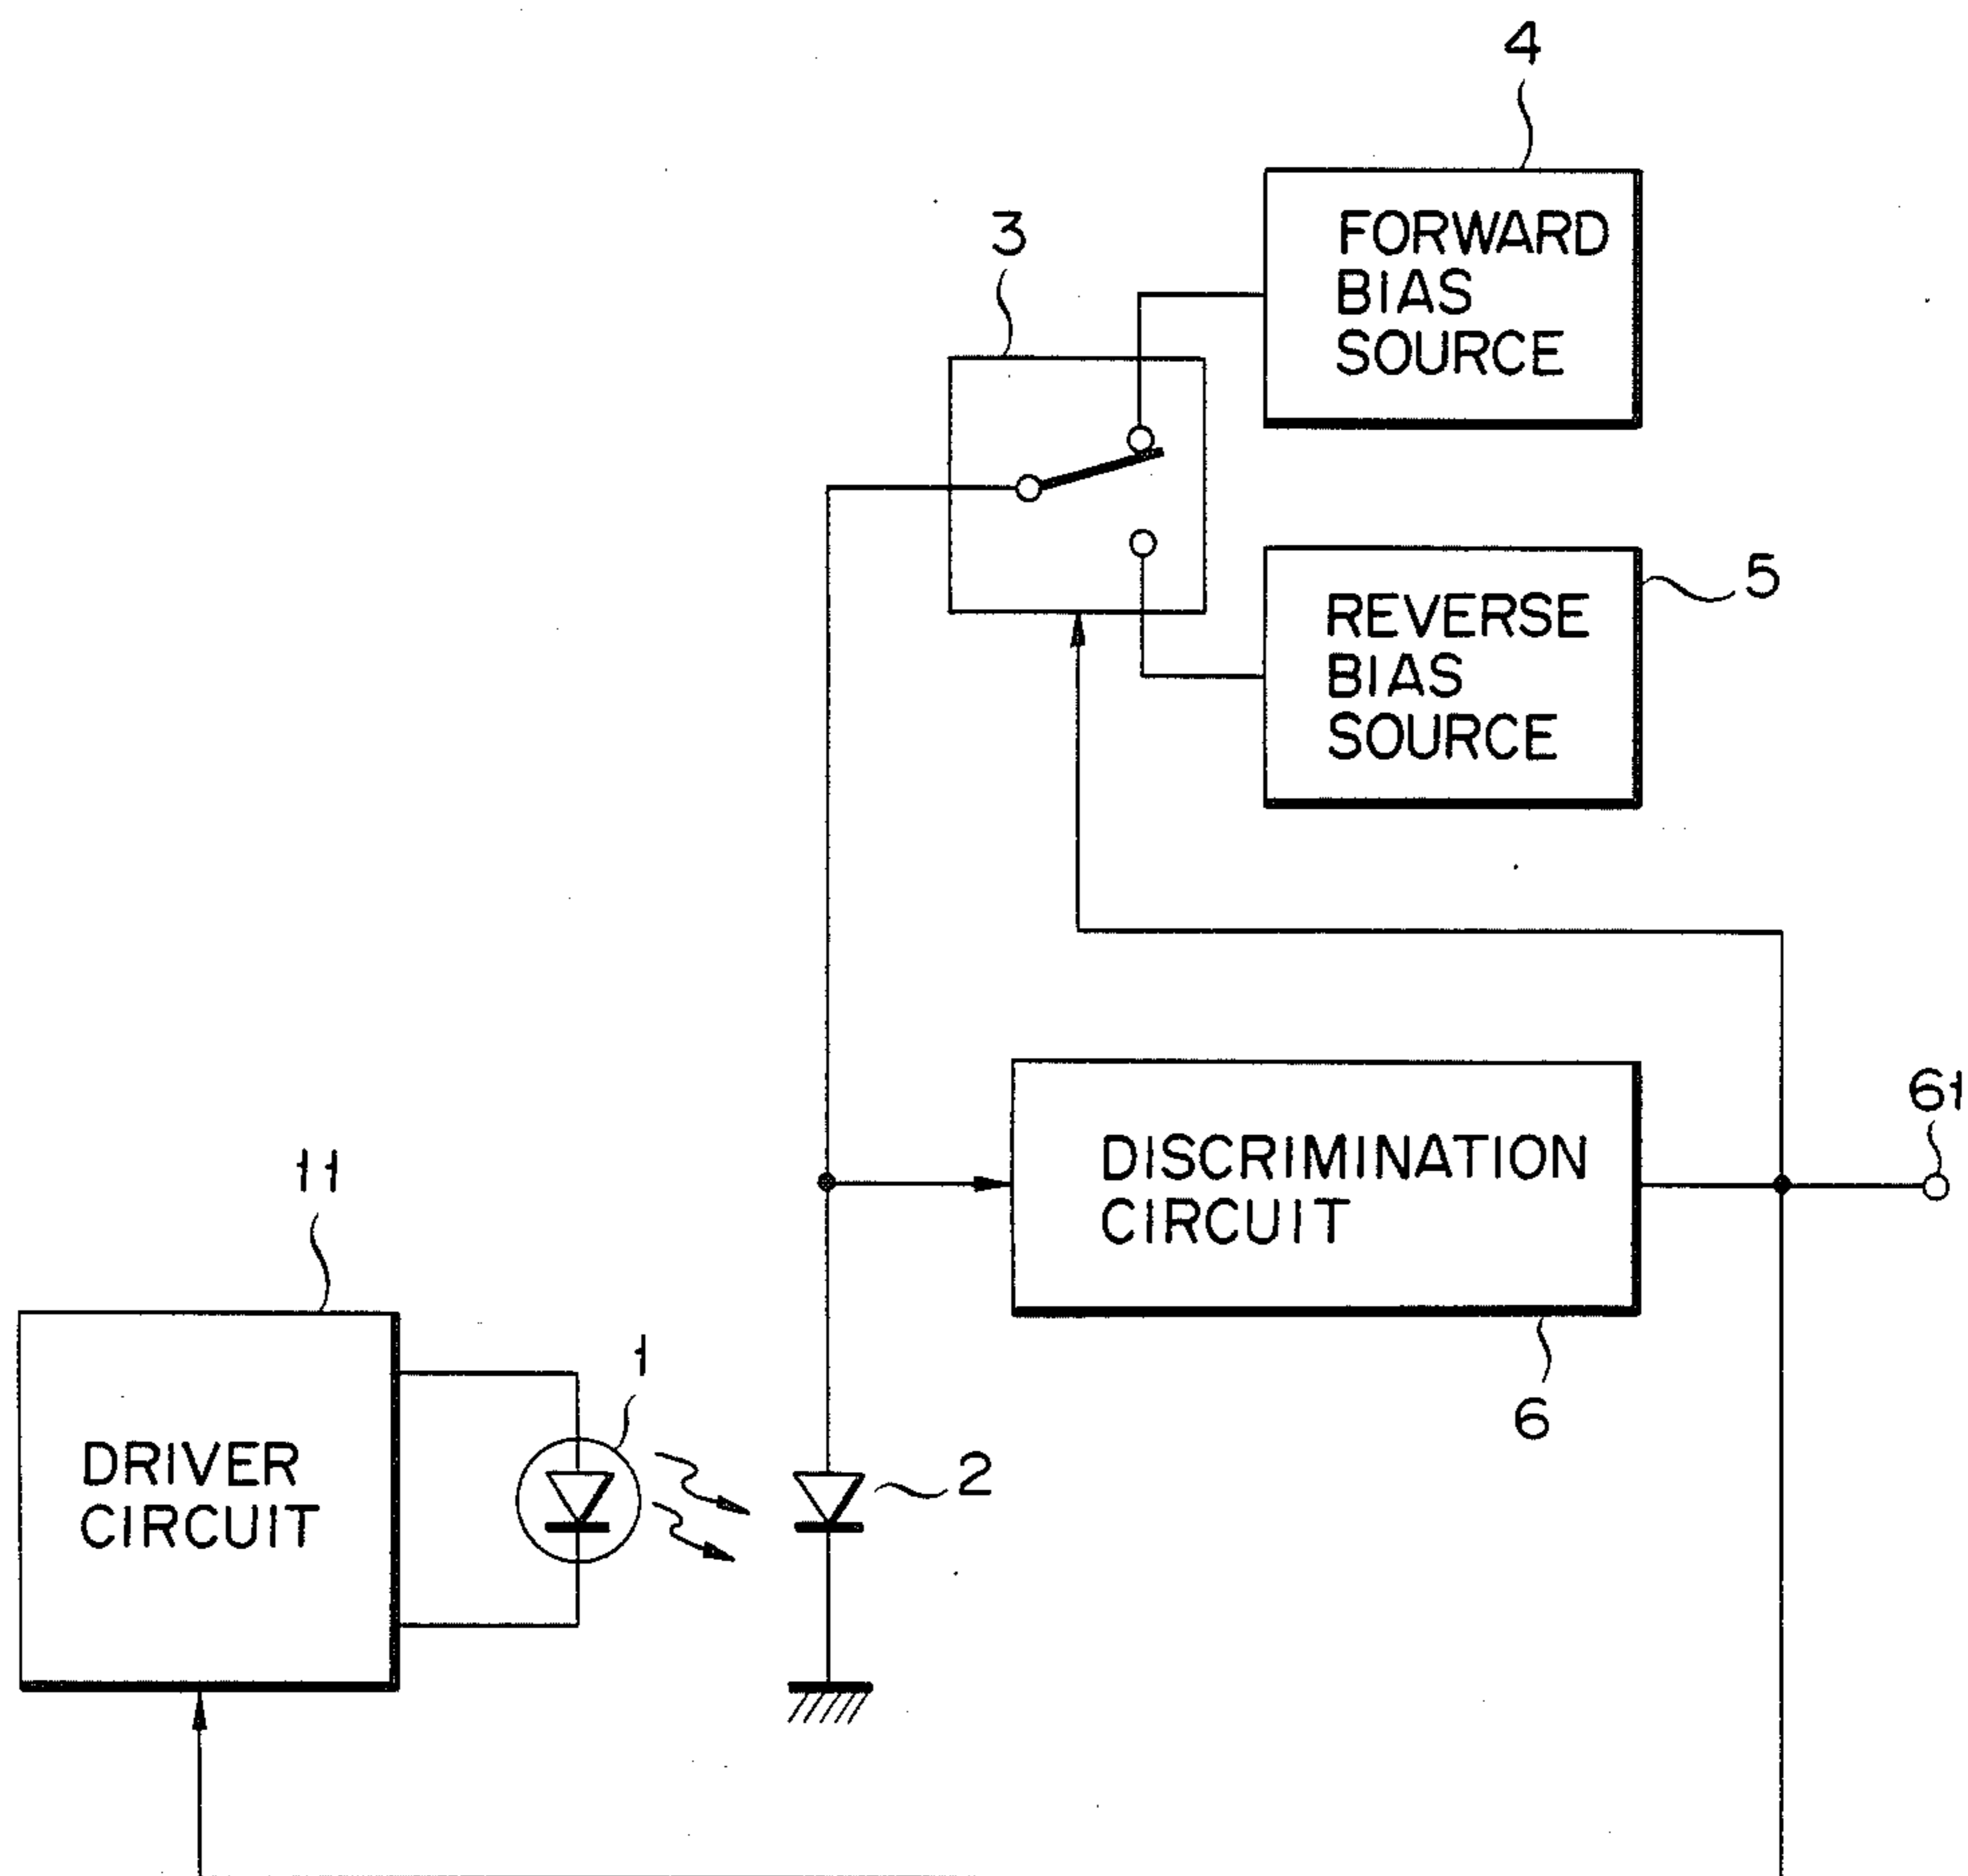 4
FORWARD
BIAS
SOURCE
3
5
REVERSE
BIAS
SOURCE
61
DISCRIMINATION
CIRCUIT
11
1
6
DRIVER
CIRCUIT
2